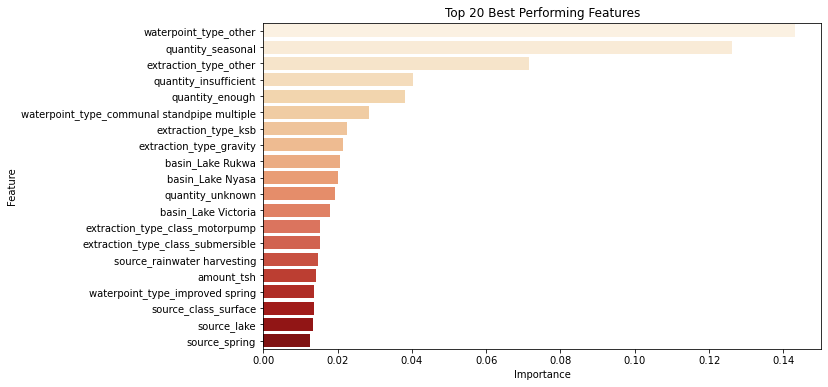 Top 20 Best Performing Features
Feature
waterpoint_type_other
quantity_seasonal
extraction_type_other
quantity_insufficient
quantity_enough
waterpoint_type_communal standpipe multiple
extraction_type_ksb
extraction_type_gravity
basin_Lake Rukwa
basin_Lake Nyasa
quantity_unknown
basin_Lake Victoria
extraction_type_class_motorpump
extraction_type_class_submersible
source_rainwater harvesting
amount_tsh
waterpoint_type_improved spring
source_class_surface
source_lake
source_spring
0.00 0.02 0.04 0.06 0.08 0.10 0.12 0.14
Importance